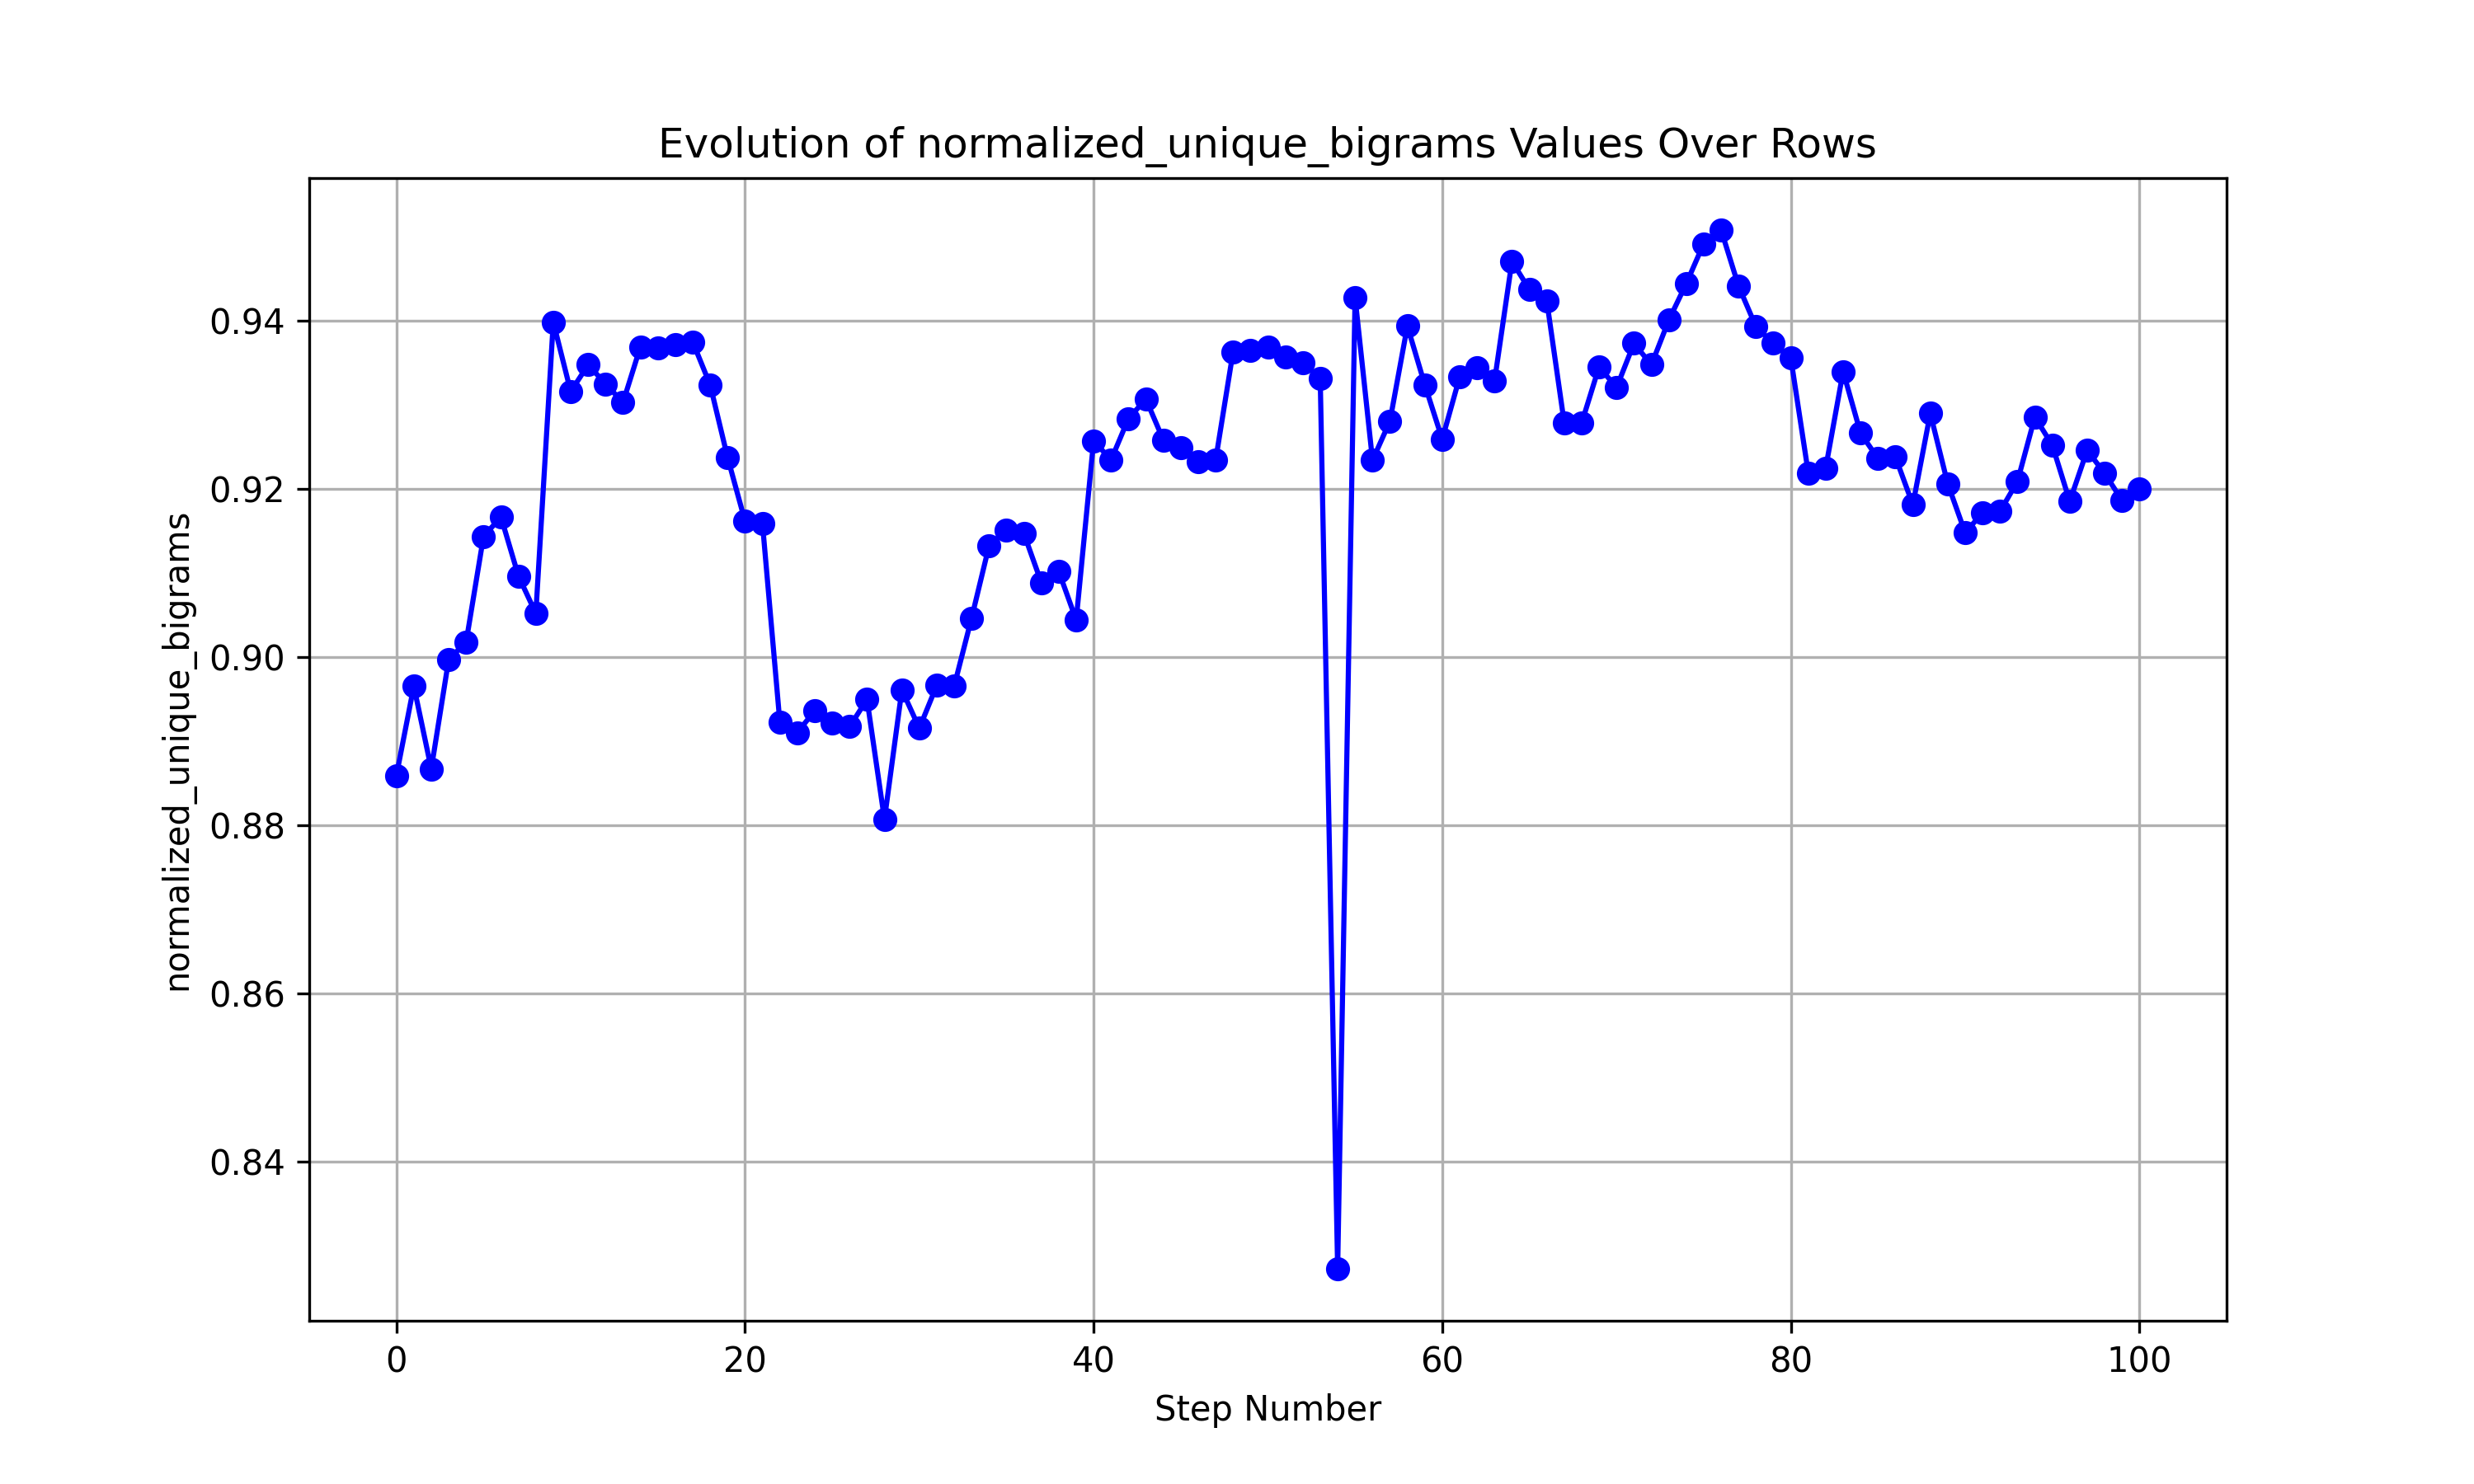 Evolution of normalized_unique_bigrams Values Over Rows
normalized_unique_bigrams
0.94
0.92
0.90
0.88
0.86
0.84
0 20 40 60 80 100
Step Number